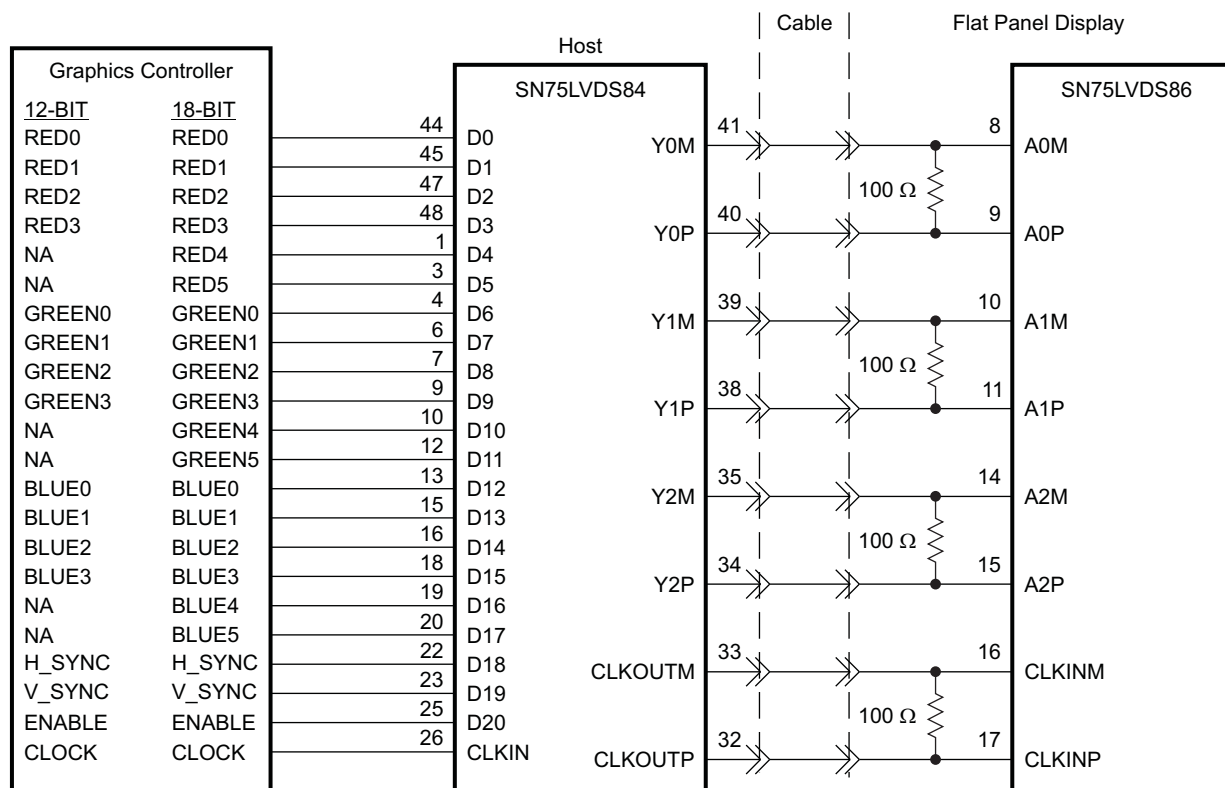 Cable
Flat Panel Display
Host
Graphics Controller
SN75LVDS84
SN75LVDS86
12-BIT 18-BIT
RED0 RED0 44 D0
RED1 RED1 45 D1
RED2 RED2 47 D2
RED3 RED3 48 D3
NA RED4 1 D4
NA RED5 3 D5
GREEN0 GREEN0 4 D6
GREEN1 GREEN1 6 D7
GREEN2 GREEN2 7 D8
GREEN3 GREEN3 9 D9
NA GREEN4 10 D10
NA GREEN5 12 D11
BLUE0 BLUE0 13 D12
BLUE1 BLUE1 15 D13
BLUE2 BLUE2 16 D14
BLUE3 BLUE3 18 D15
NA BLUE4 19 D16
NA BLUE5 20 D17
H_SYNC H_SYNC 22 D18
V_SYNC V_SYNC 23 D19
ENABLE ENABLE 25 D20
CLOCK CLOCK 26 CLKIN
Y0M 41 8 A0M
100 Ω
Y0P 40 9 A0P
Y1M 39 10 A1M
100 Ω
Y1P 38 11 A1P
Y2M 35 14 A2M
100 Ω
Y2P 34 15 A2P
CLKOUTM 33 16 CLKINM
100 Ω
CLKOUTP 32 17 CLKINP